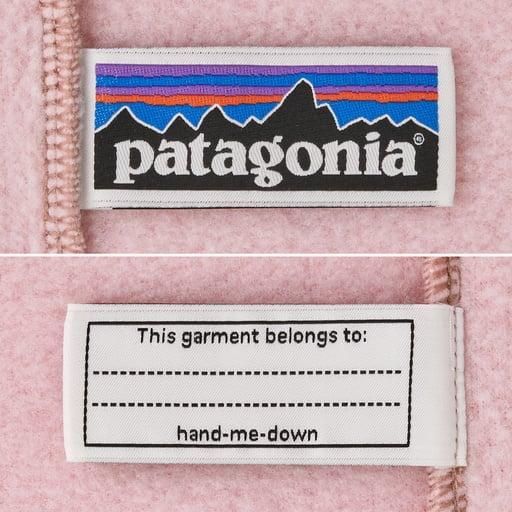 patagonia®
This garment belongs to:
hand-me-down